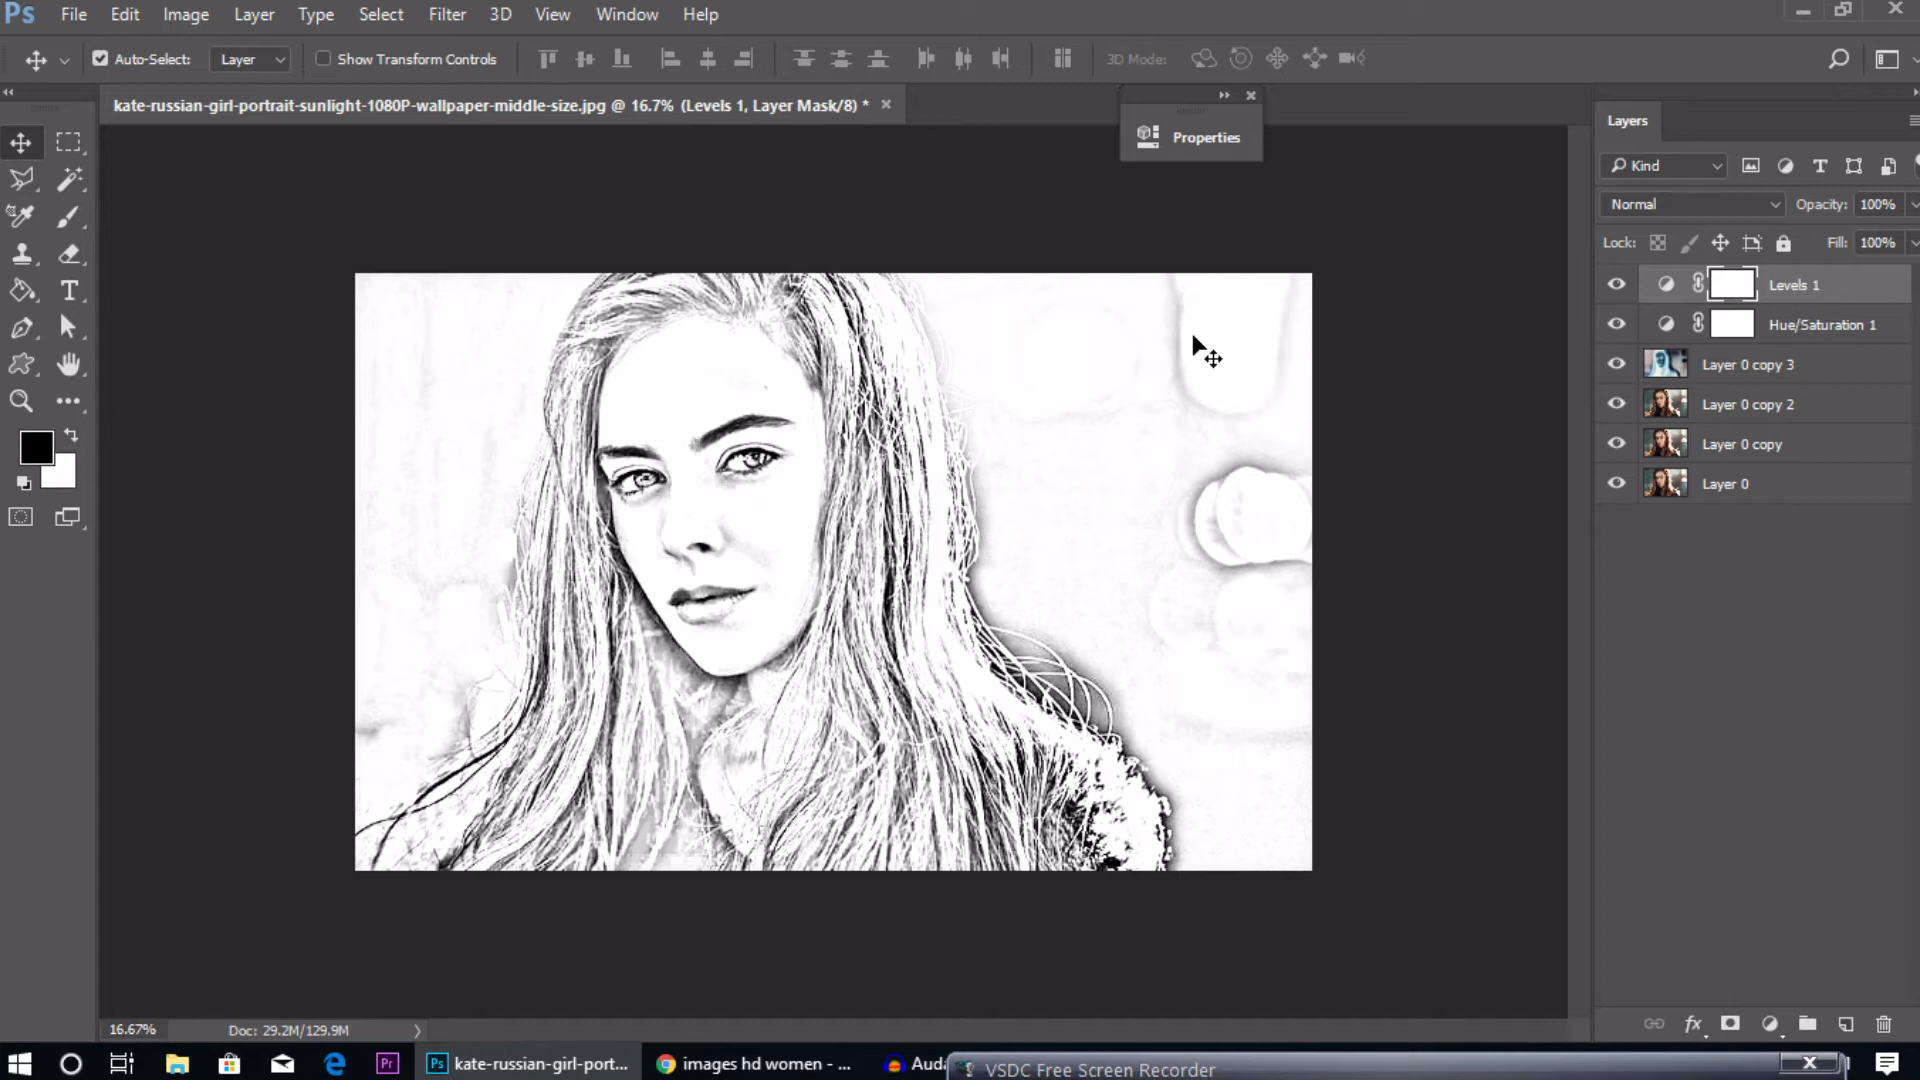 Ps File Edit Image Layer Type Select Filter 3D View Window Help
Auto-Select: Layer Show Transform Controls 3D Mode:
kate-russian-girl-portrait-sunlight-1080P-wallpaper-middle-size.jpg @ 16.7% (Levels 1, Layer Mask/8) *
Properties
Layers
Kind
Normal Opacity: 100%
Lock: Fill: 100%
Levels 1
Hue/Saturation 1
Layer 0 copy 3
Layer 0 copy 2
Layer 0 copy
Layer 0
T
fx
16.67% Doc: 29.2M/129.9M
Pr Ps kate-russian-girl-port... images hd women - ... Auda
VSDC Free Screen Recorder